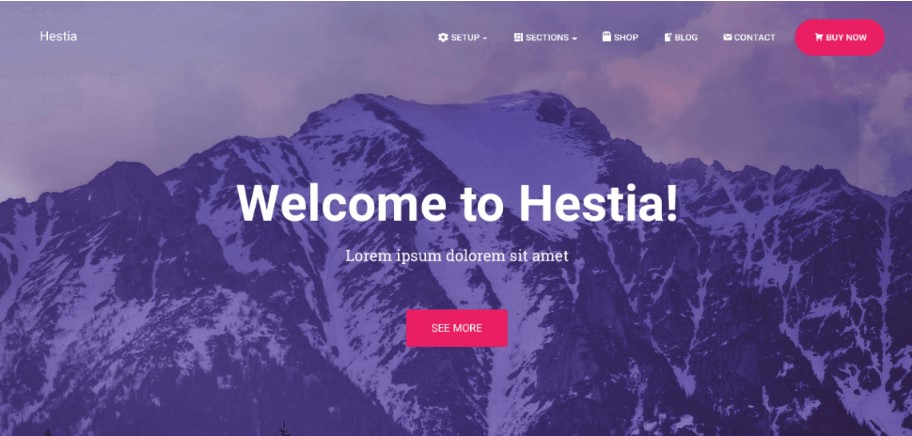 Hestia
SETUP SECTIONS SHOP BLOG CONTACT BUY NOW
Welcome to Hestia!
Lorem ipsum dolorem sit amet
SEE MORE